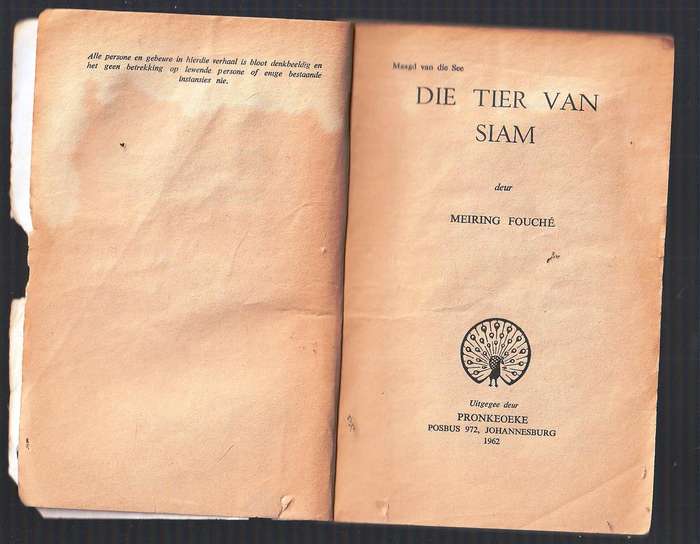 Alle persone en gebeure in hierdie verhaal is bloot denkbeeldig en
het geen betrekking op lewende persone of enige bestaande
instansies nie.
Maagd van die See
DIE TIER VAN
SIAM
deur
MEIRING FOUCHÉ
Uitgegee deur
PRONKEOEKE
POSBUS 972, JOHANNESBURG
1962